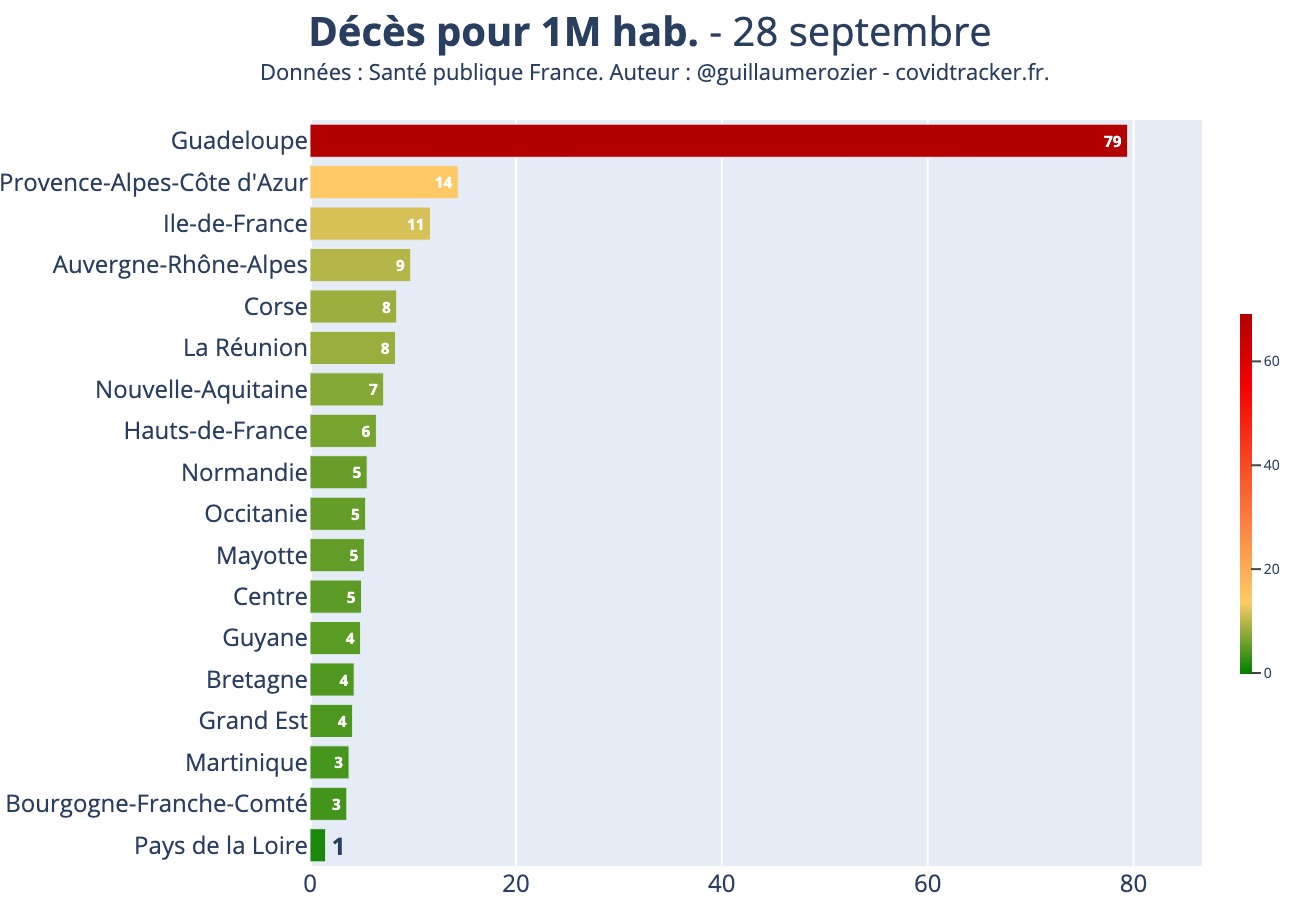 Décès pour 1M hab. - 28 septembre
Données : Santé publique France. Auteur : @guillaumerozier - covidtracker.fr.
Guadeloupe 79
Provence-Alpes-Côte d'Azur 14
Ile-de-France 11
Auvergne-Rhône-Alpes 9
Corse 8
La Réunion 8
Nouvelle-Aquitaine 7
Hauts-de-France 6
Normandie 5
Occitanie 5
Mayotte 5
Centre 5
Guyane 4
Bretagne 4
Grand Est 4
Martinique 3
Bourgogne-Franche-Comté 3
Pays de la Loire 1
0 20 40 60 80
60
40
20
0